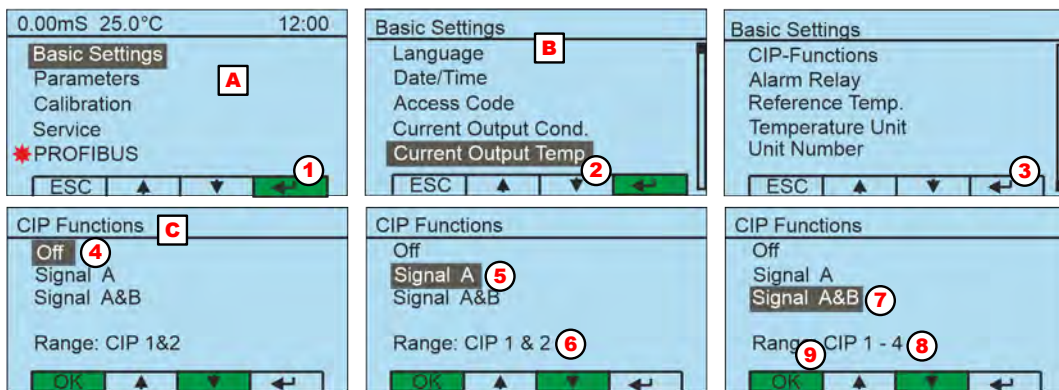 0.00mS 25.0°C 12:00
Basic Settings
Parameters
A
Calibration
Service
PROFIBUS
1
ESC
Basic Settings
Language
B
Date/Time
Access Code
Current Output Cond.
Current Output Temp
2
ESC
Basic Settings
CIP-Functions
Alarm Relay
Reference Temp.
Temperature Unit
Unit Number
3
ESC
CIP Functions C
Off 4
Signal A
Signal A&B
Range: CIP 1&2
OK
CIP Functions
Off
Signal A 5
Signal A&B
Range: CIP 1 & 2 6
OK
CIP Functions
Off
Signal A
Signal A&B 7
Range: CIP 1 - 4 8
9
OK